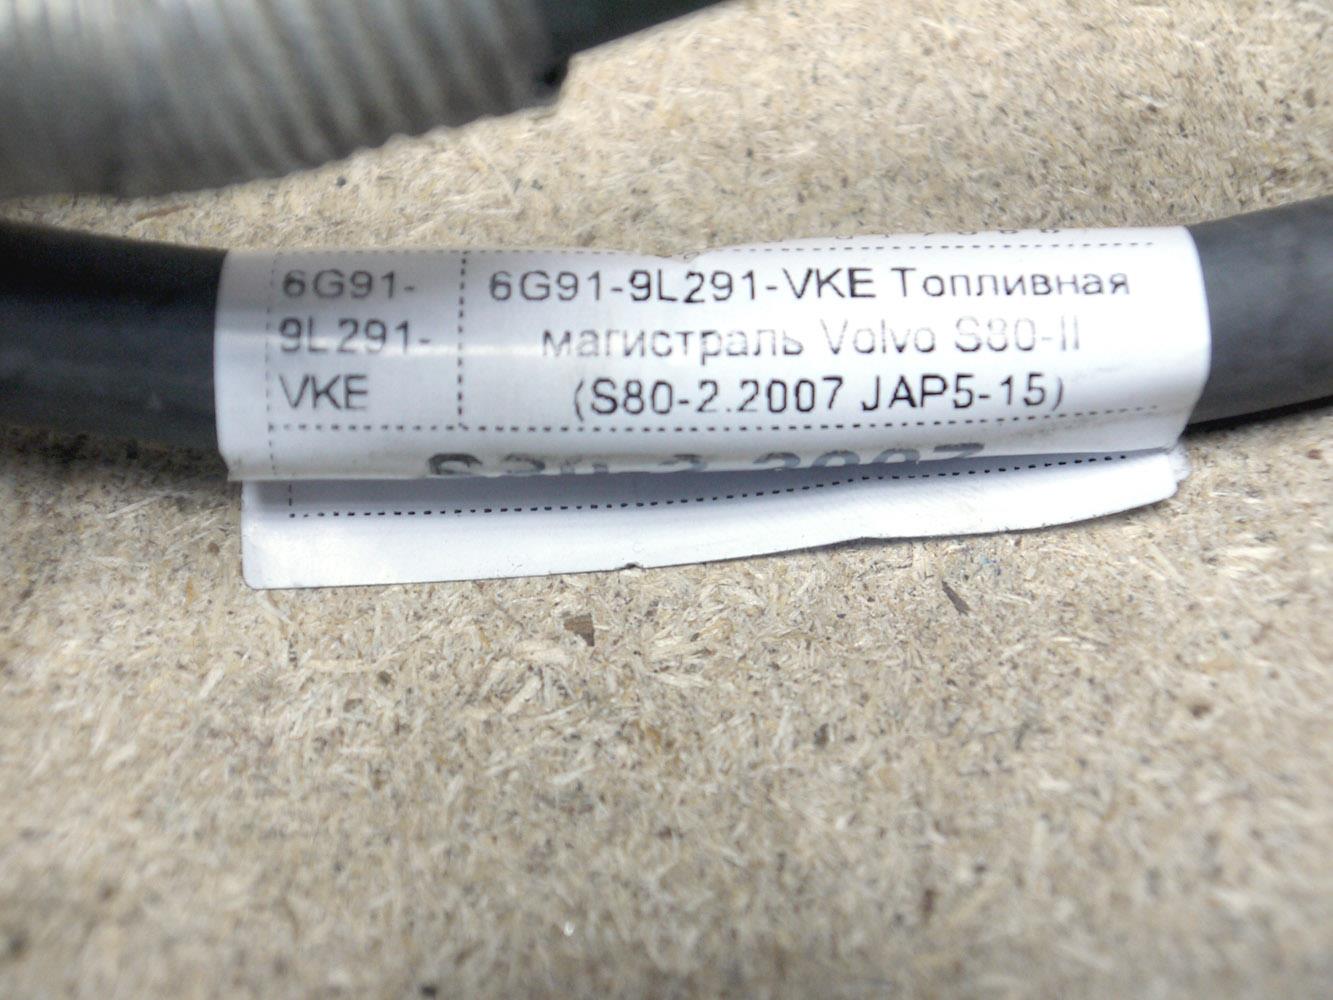 6G91-
9L291-
VKE
6G91-9L291-VKE Топливная
магистраль Volvo S80-II
(S80-2.2007 JAP5-15)